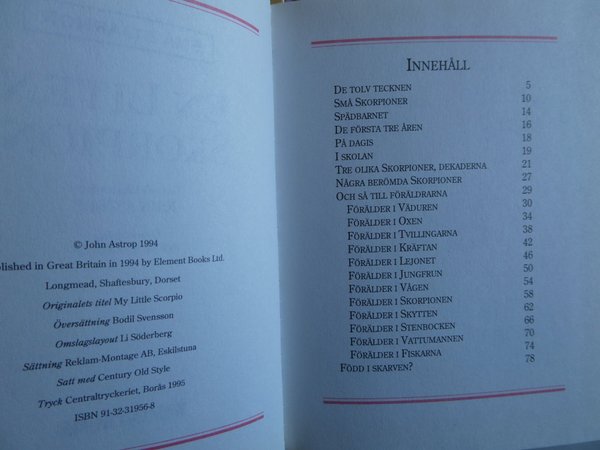 © John Astrop 1994
in Great Britain in 1994 by Element Books Ltd.
Longmead, Shaftesbury, Dorset
Originalets titel My Little Scorpio
Översättning Bodil Svensson
Omslagslayout Li Söderberg
Sättning Reklam-Montage AB, Eskilstuna
Satt med Century Old Style
Tryck Centraltryckeriet, Borås 1995
ISBN 91-32-31956-8
INNEHÅLL
DE TOLV TECKNEN 5
SMÅ SKORPIONER 10
SPÄDBARNET 14
DE FÖRSTA TRE ÅREN 16
PÅ DAGIS 18
I SKOLAN 19
TRE OLIKA SKORPIONER, DEKADERNA 21
NÅGRA BERÖMDA SKORPIONER 27
OCH SÅ TILL FÖRÄLDRARNA 29
FÖRÄLDER I VÄDUREN 30
FÖRÄLDER I OXEN 34
FÖRÄLDER I TVILLINGARNA 38
FÖRÄLDER I KRÄFTAN 42
FÖRÄLDER I LEJONET 46
FÖRÄLDER I JUNGFRUN 50
FÖRÄLDER I VÅGEN 54
FÖRÄLDER I SKORPIONEN 58
FÖRÄLDER I SKYTTEN 62
FÖRÄLDER I STENBOCKEN 66
FÖRÄLDER I VATTUMANNEN 70
FÖRÄLDER I FISKARNA 74
FÖDD I SKARVEN? 78